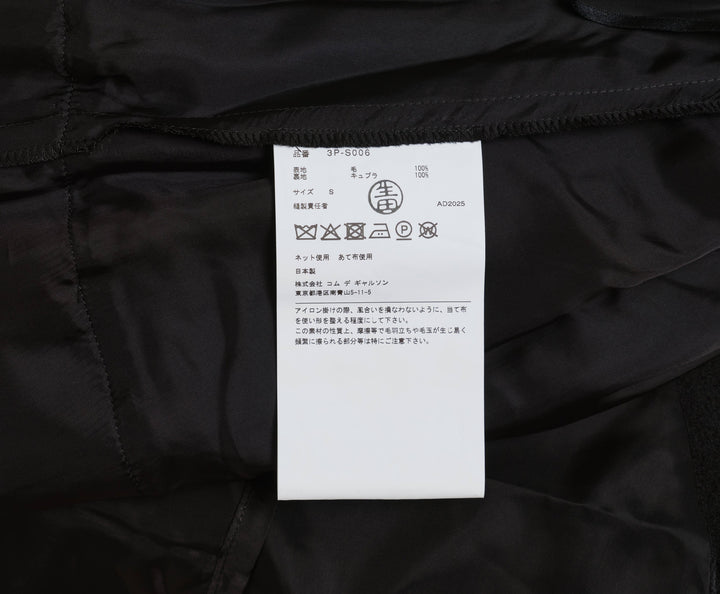 品番 3P-S006
表地 毛 100%
裏地 キュプラ 100%
サイズ S
縫製責任者 生田 AD2025
ネット使用 あて布使用
日本製
株式会社 コム デ ギャルソン
東京都港区南青山5-11-5
アイロン掛けの際、風合いを損なわないように、当て布
を使い形を整える程度にして下さい。
この素材の性質上、摩擦等で毛羽立ちや毛玉が生じ易く
頻繁に擦られる部分等は特にご注意下さい。